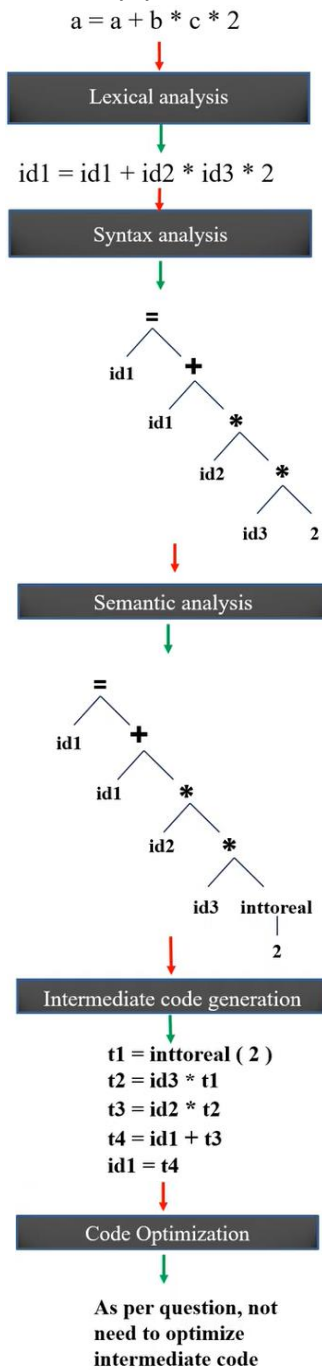 a = a + b * c * 2
Lexical analysis
id1 = id1 + id2 * id3 * 2
Syntax analysis
=
id1 +
id1 *
id2 *
id3 2
Semantic analysis
=
id1 +
id1 *
id2 *
id3 inttoreal
2
Intermediate code generation
t1 = inttoreal ( 2 )
t2 = id3 * t1
t3 = id2 * t2
t4 = id1 + t3
id1 = t4
Code Optimization
As per question, not
need to optimize
intermediate code